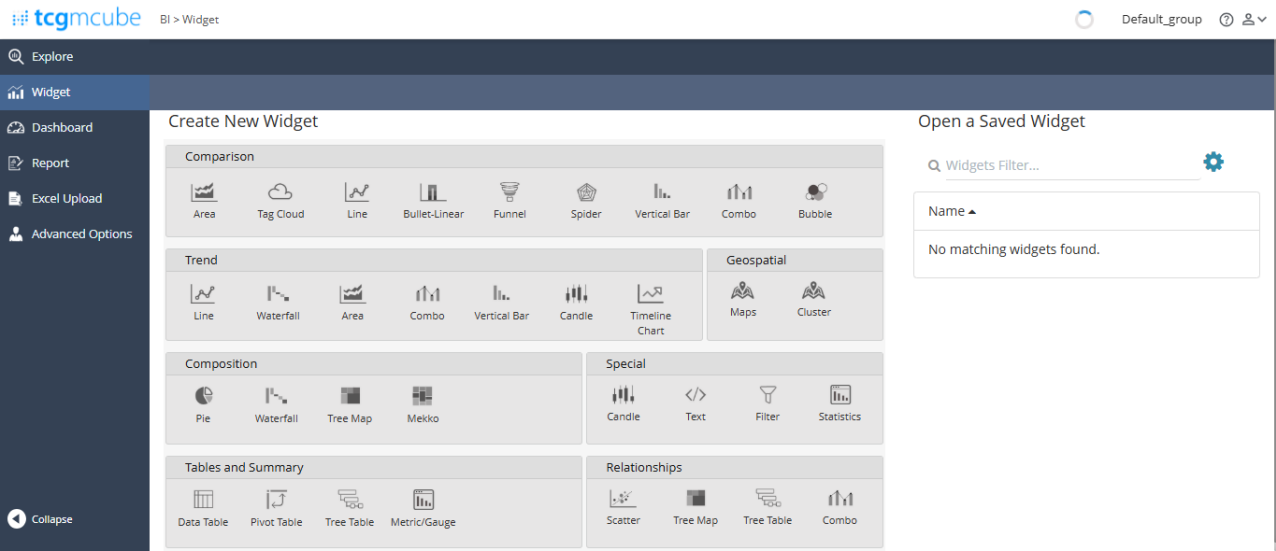 tcgmcube
BI > Widget
Default_group
Explore
Widget
Dashboard
Report
Excel Upload
Advanced Options
Collapse
Create New Widget
Comparison
Area
Tag Cloud
Line
Bullet-Linear
Funnel
Spider
Vertical Bar
Combo
Bubble
Trend
Line
Waterfall
Area
Combo
Vertical Bar
Candle
Timeline
Chart
Geospatial
Maps
Cluster
Composition
Pie
Waterfall
Tree Map
Mekko
Special
Candle
Text
Filter
Statistics
Tables and Summary
Data Table
Pivot Table
Tree Table
Metric/Gauge
Relationships
Scatter
Tree Map
Tree Table
Combo
Open a Saved Widget
Widgets Filter...
Name
No matching widgets found.